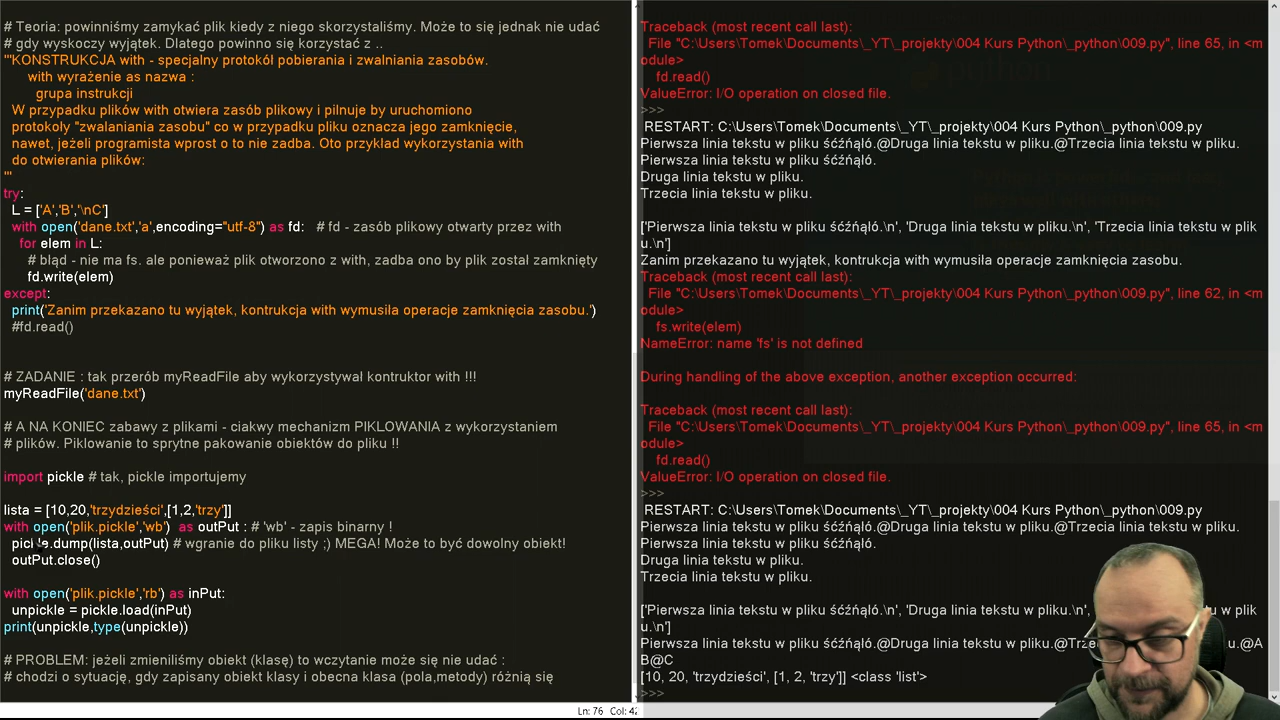 # Teoria: powinniśmy zamykać plik kiedy z niego skorzystaliśmy. Może to się jednak nie udać
# gdy wyskoczy wyjątek. Dlatego powinno się korzystać z ..
'''KONSTRUKCJA with - specjalny protokół pobierania i zwalniania zasobów.
with wyrażenie as nazwa :
grupa instrukcji
W przypadku plików with otwiera zasób plikowy i pilnuje by uruchomiono
protokoły "zwalaniania zasobu" co w przypadku pliku oznacza jego zamknięcie,
nawet, jeżeli programista wprost o to nie zadba. Oto przykład wykorzystania with
do otwierania plików:
'''
try:
L = ['A','B','\nC']
with open('dane.txt','a',encoding="utf-8") as fd: # fd - zasób plikowy otwarty przez with
for elem in L:
# błąd - nie ma fs. ale ponieważ plik otworzono z with, zadba ono by plik zostal zamknięty
fd.write(elem)
except:
print('Zanim przekazano tu wyjątek, kontrukcja with wymusiła operacje zamknięcia zasobu.')
#fd.read()
# ZADANIE : tak przerób myReadFile aby wykorzystywał kontruktor with !!!
myReadFile('dane.txt')
# A NA KONIEC zabawy z plikami - ciakwy mechanizm PIKLOWANIA z wykorzystaniem
# plików. Piklowanie to sprytne pakowanie obiektów do pliku !!
import pickle # tak, pickle importujemy
lista = [10,20,'trzydzieści',[1,2,'trzy']]
with open('plik.pickle','wb') as outPut : # 'wb' - zapis binarny !
pickle.dump(lista,outPut) # wgranie do pliku listy ;) MEGA! Może to być dowolny obiekt!
outPut.close()
with open('plik.pickle','rb') as inPut:
unpickle = pickle.load(inPut)
print(unpickle,type(unpickle))
# PROBLEM: jeżeli zmieniliśmy obiekt (klasę) to wczytanie może się nie udać :
# chodzi o sytuację, gdy zapisany obiekt klasy i obecna klasa (pola,metody) różnią się
Ln: 76 Col: 42
Traceback (most recent call last):
File "C:\Users\Tomek\Documents\_YT\_projekty\004 Kurs Python\_python\009.py", line 65, in <m
odule>
fd.read()
ValueError: I/O operation on closed file.
>>>
RESTART: C:\Users\Tomek\Documents\_YT\_projekty\004 Kurs Python\_python\009.py
Pierwsza linia tekstu w pliku śćźńąłó.@Druga linia tekstu w pliku.@Trzecia linia tekstu w pliku.
Pierwsza linia tekstu w pliku śćźńąłó.
Druga linia tekstu w pliku.
Trzecia linia tekstu w pliku.
['Pierwsza linia tekstu w pliku śćźńąłó.\n', 'Druga linia tekstu w pliku.\n', 'Trzecia linia tekstu w plik
u.\n']
Zanim przekazano tu wyjątek, kontrukcja with wymusiła operacje zamknięcia zasobu.
Traceback (most recent call last):
File "C:\Users\Tomek\Documents\_YT\_projekty\004 Kurs Python\_python\009.py", line 62, in <m
odule>
fs.write(elem)
NameError: name 'fs' is not defined
During handling of the above exception, another exception occurred:
Traceback (most recent call last):
File "C:\Users\Tomek\Documents\_YT\_projekty\004 Kurs Python\_python\009.py", line 65, in <m
odule>
fd.read()
ValueError: I/O operation on closed file.
>>>
RESTART: C:\Users\Tomek\Documents\_YT\_projekty\004 Kurs Python\_python\009.py
Pierwsza linia tekstu w pliku śćźńąłó.@Druga linia tekstu w pliku.@Trzecia linia tekstu w pliku.
Pierwsza linia tekstu w pliku śćźńąłó.
Druga linia tekstu w pliku.
Trzecia linia tekstu w pliku.
['Pierwsza linia tekstu w pliku śćźńąłó.\n', 'Druga linia tekstu w pliku.\n', w plik
u.\n']
Pierwsza linia tekstu w pliku śćźńąłó.@Druga linia tekstu w pliku.@Trze u.@A
B@C
[10, 20, 'trzydzieści', [1, 2, 'trzy']] <class 'list'>
>>>